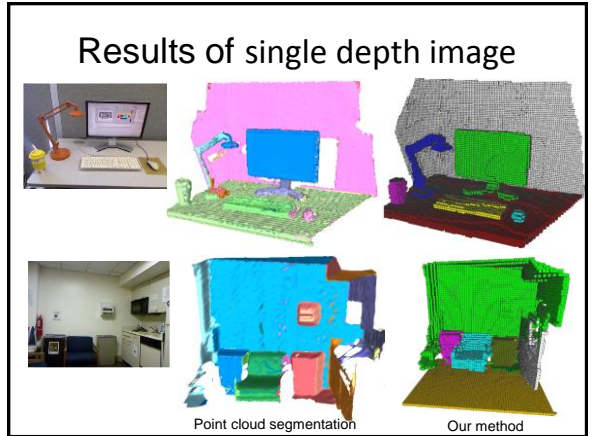 Results of single depth image
Point cloud segmentation
Our method